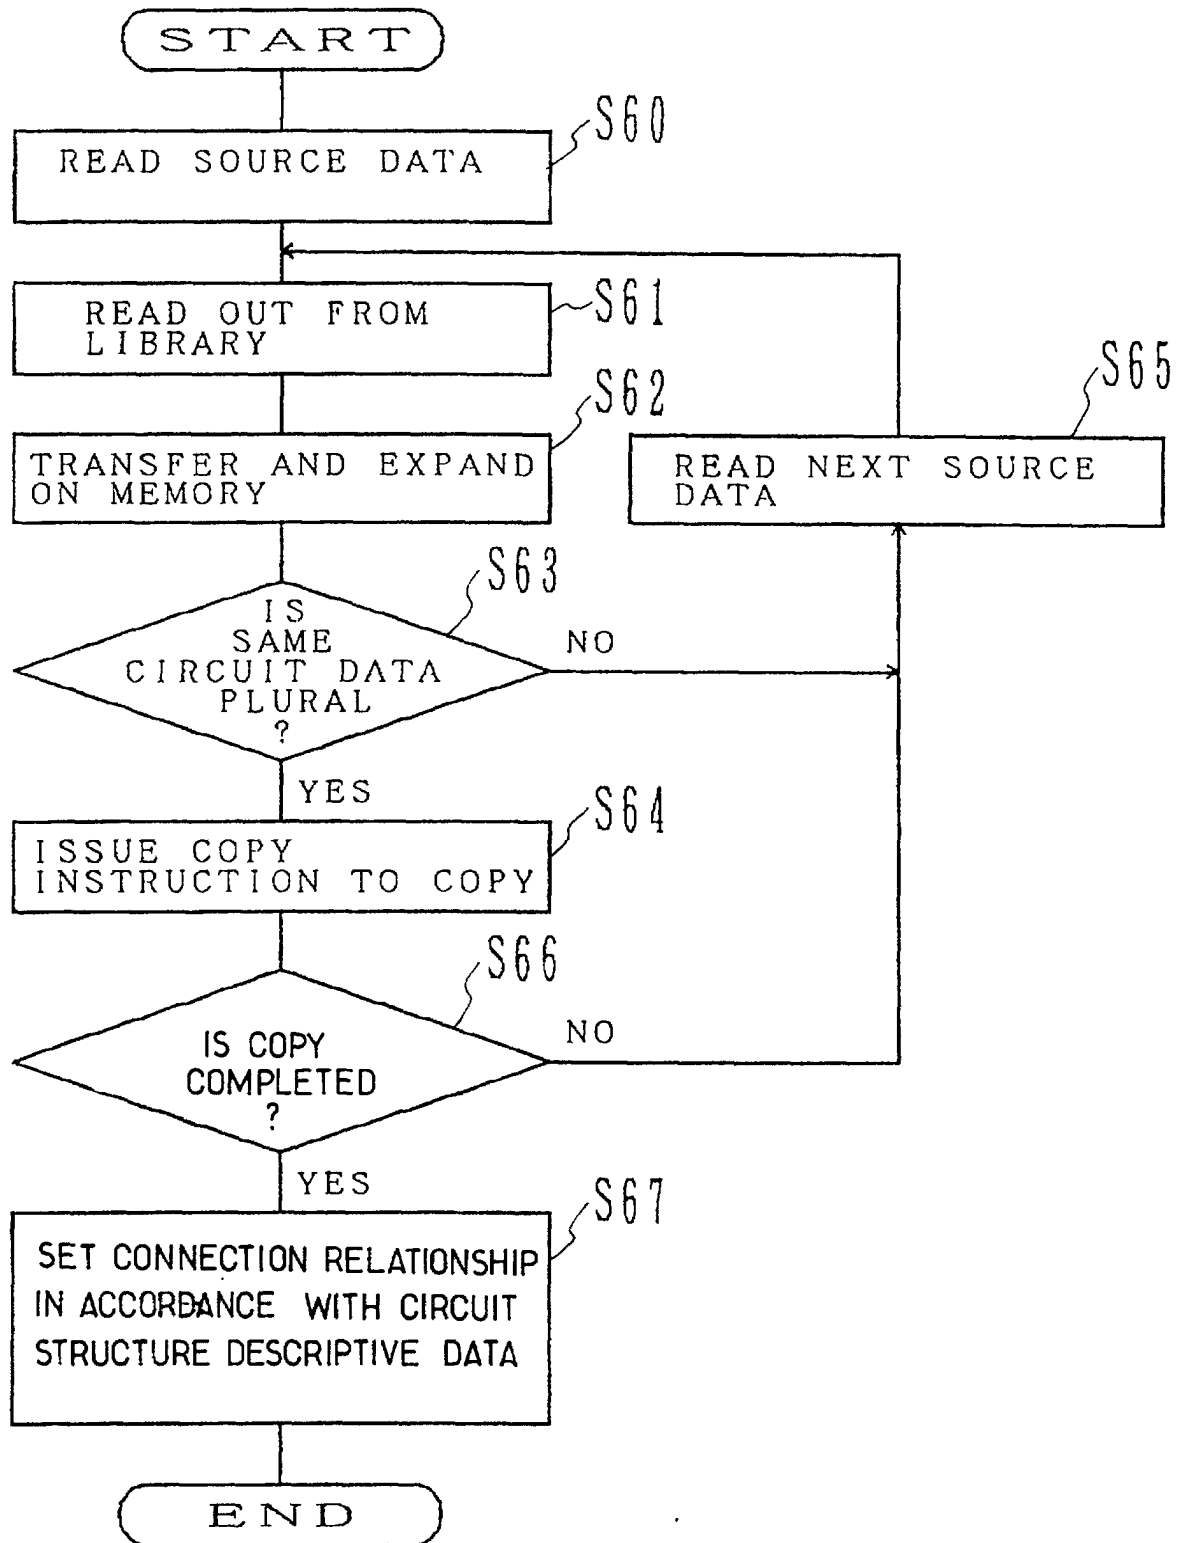 START
S60
READ SOURCE DATA
S61
READ OUT FROM
LIBRARY
S62
TRANSFER AND EXPAND
ON MEMORY
S65
READ NEXT SOURCE
DATA
S63
IS
SAME
CIRCUIT DATA
PLURAL
?
NO
YES
S64
ISSUE COPY
INSTRUCTION TO COPY
S66
IS COPY
COMPLETED
?
NO
YES
S67
SET CONNECTION RELATIONSHIP
IN ACCORDANCE WITH CIRCUIT
STRUCTURE DESCRIPTIVE DATA
END